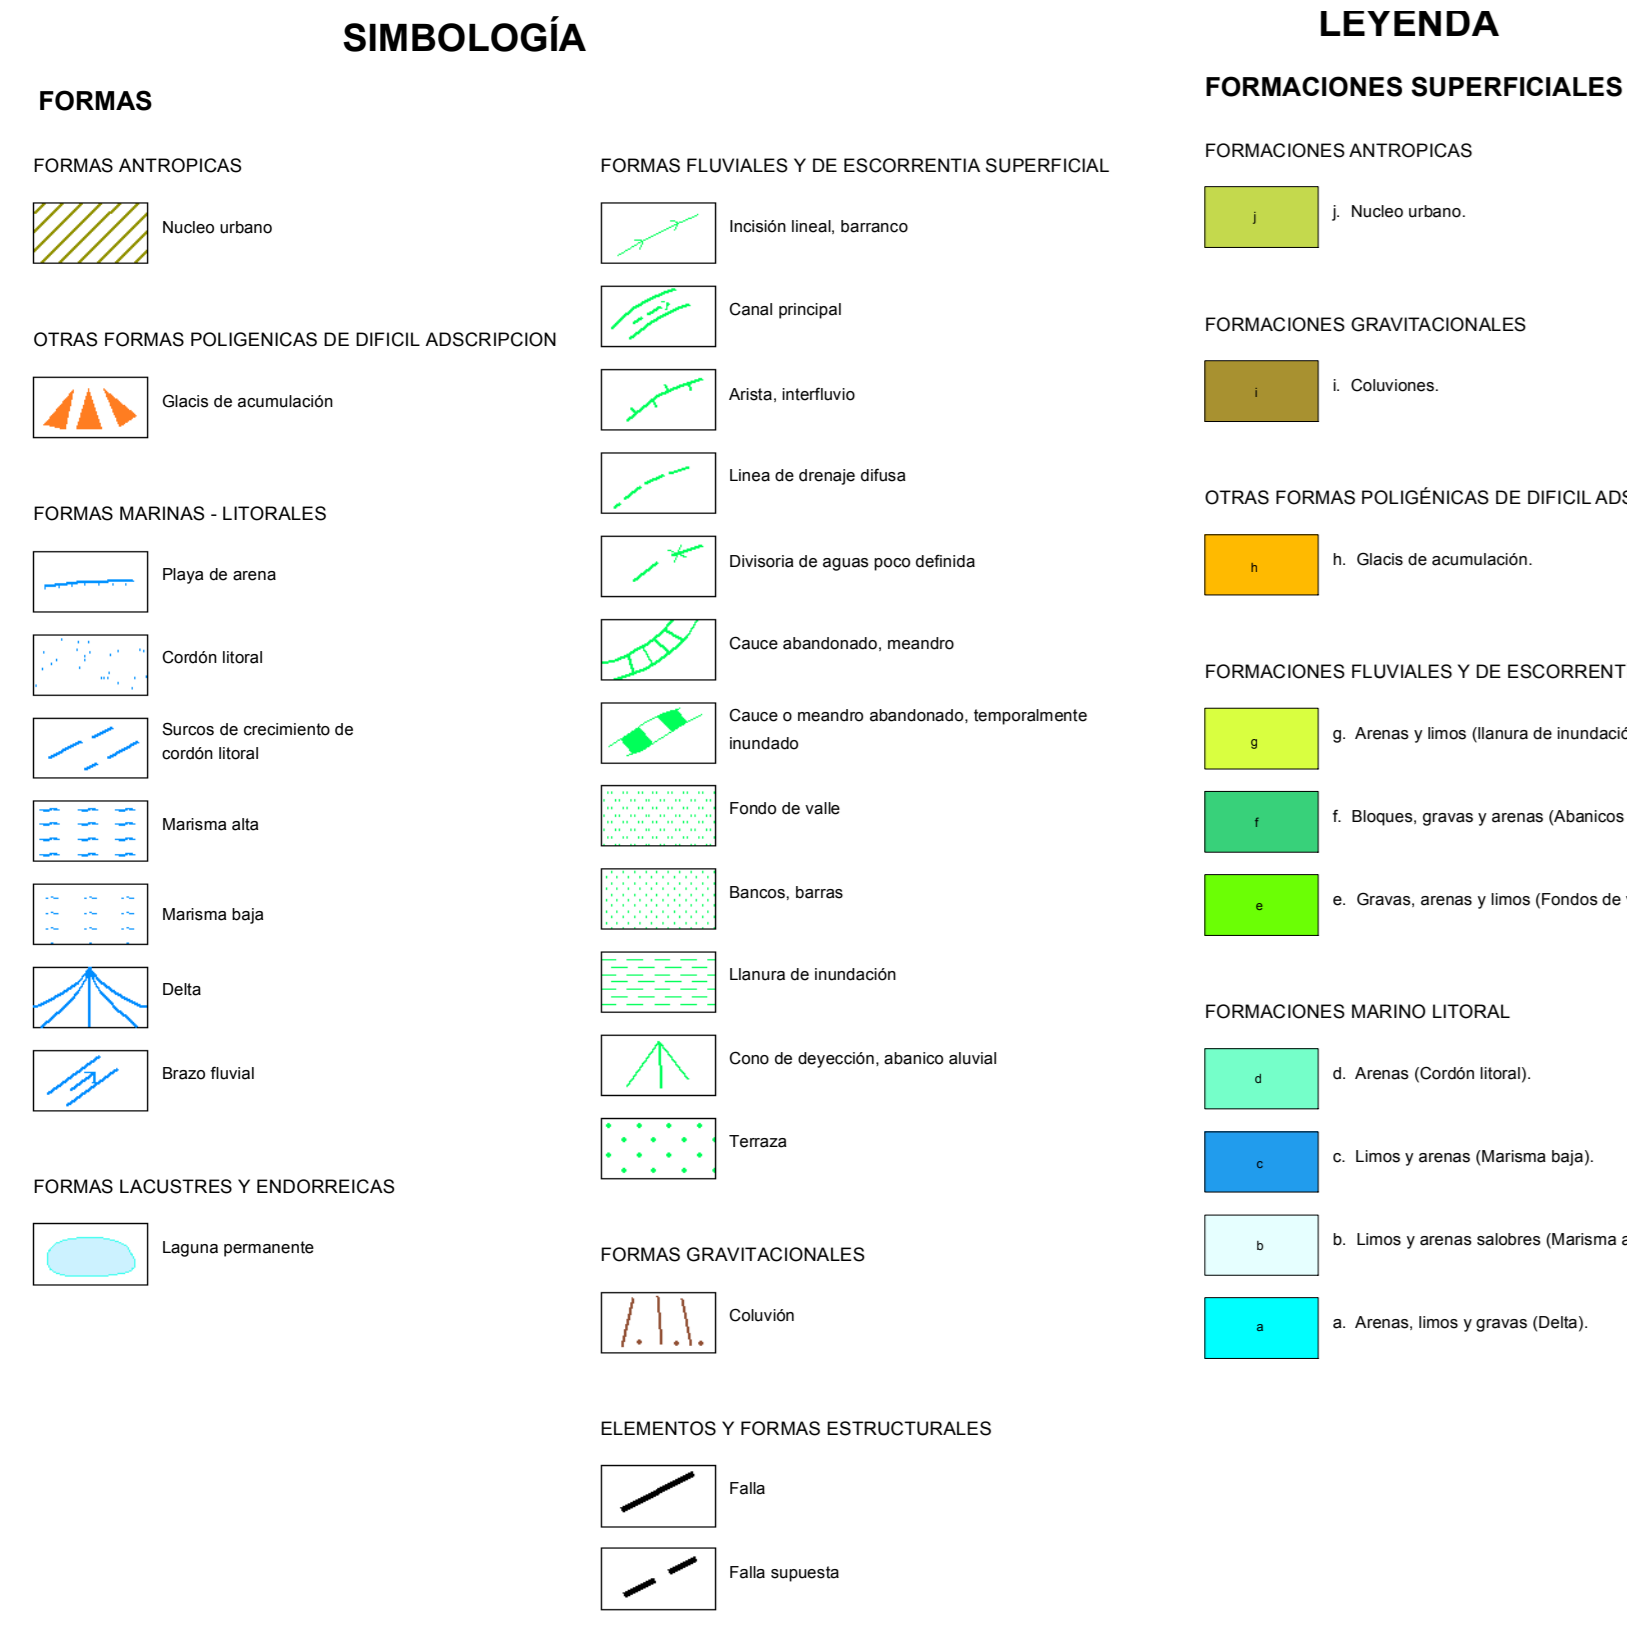 SIMBOLOGÍA
FORMAS
FORMAS ANTROPICAS
Nucleo urbano
OTRAS FORMAS POLIGENICAS DE DIFICIL ADSCRIPCION
Glacis de acumulación
FORMAS MARINAS - LITORALES
Playa de arena
Cordón litoral
Surcos de crecimiento de
cordón litoral
Marisma alta
Marisma baja
Delta
Brazo fluvial
FORMAS LACUSTRES Y ENDORREICAS
Laguna permanente
FORMAS FLUVIALES Y DE ESCORRENTIA SUPERFICIAL
Incisión lineal, barranco
Canal principal
Arista, interfluvio
Linea de drenaje difusa
Divisoria de aguas poco definida
Cauce abandonado, meandro
Cauce o meandro abandonado, temporalmente
inundado
Fondo de valle
Bancos, barras
Llanura de inundación
Cono de deyección, abanico aluvial
Terraza
FORMAS GRAVITACIONALES
Coluvión
ELEMENTOS Y FORMAS ESTRUCTURALES
Falla
Falla supuesta
LEYENDA
FORMACIONES SUPERFICIALES
FORMACIONES ANTROPICAS
j j. Nucleo urbano.
FORMACIONES GRAVITACIONALES
i i. Coluviones.
OTRAS FORMAS POLIGÉNICAS DE DIFICIL
h h. Glacis de acumulación.
FORMACIONES FLUVIALES Y DE
g g. Arenas y limos (llanura de
f f. Bloques, gravas y arenas (Abanicos
e e. Gravas, arenas y limos (Fondos de
FORMACIONES MARINO LITORAL
d d. Arenas (Cordón litoral).
c c. Limos y arenas (Marisma baja).
b b. Limos y arenas salobres (Marisma
a a. Arenas, limos y gravas (Delta).